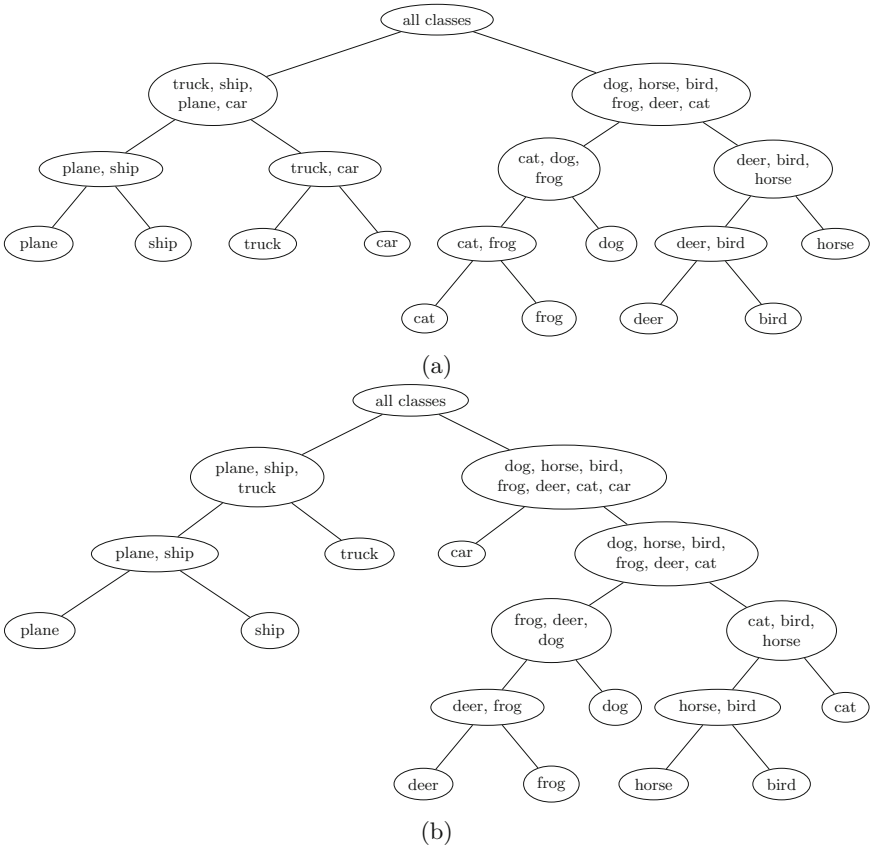 all classes
truck, ship,
plane, car
dog, horse, bird,
frog, deer, cat
plane, ship
truck, car
cat, dog,
frog
deer, bird,
horse
plane
ship
truck
car
cat, frog
dog
deer, bird
horse
cat
frog
deer
bird
(a)
all classes
plane, ship,
truck
dog, horse, bird,
frog, deer, cat, car
plane, ship
truck
car
dog, horse, bird,
frog, deer, cat
plane
ship
frog, deer,
dog
cat, bird,
horse
deer, frog
dog
horse, bird
cat
deer
frog
horse
bird
(b)